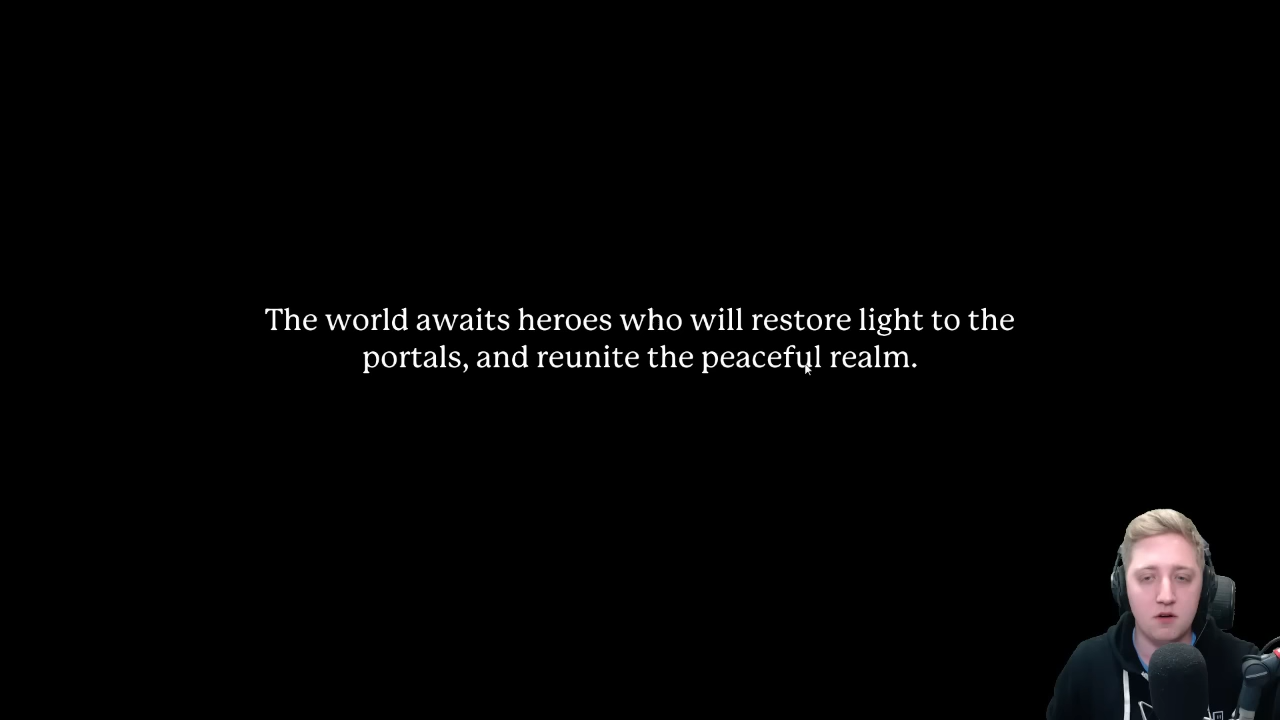 The world awaits heroes who will restore light to the
portals, and reunite the peaceful realm.